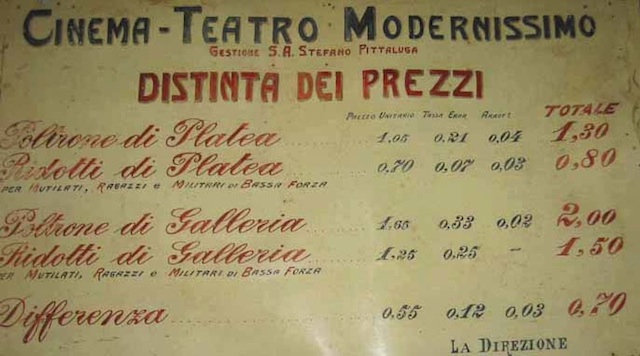 CINEMA-TEATRO MODERNISSIMO
GESTIONE S.A. STEFANO PITTALUGA
DISTINTA DEI PREZZI
PREZZO UNITARIO TASSA ERAR. ARROT. TOTALE
Poltrone di Platea 1,05 0,21 0,04 1,30
Ridotti di Platea 0,70 0,07 0,03 0,80
PER MUTILATI, RAGAZZI e MILITARI DI BASSA FORZA
Poltrone di Galleria 1,65 0,33 0,02 2,00
Ridotti di Galleria 1,25 0,25 - 1,50
PER MUTILATI, RAGAZZI e MILITARI DI BASSA FORZA
Differenza 0,55 0,12 0,03 0,70
LA DIREZIONE